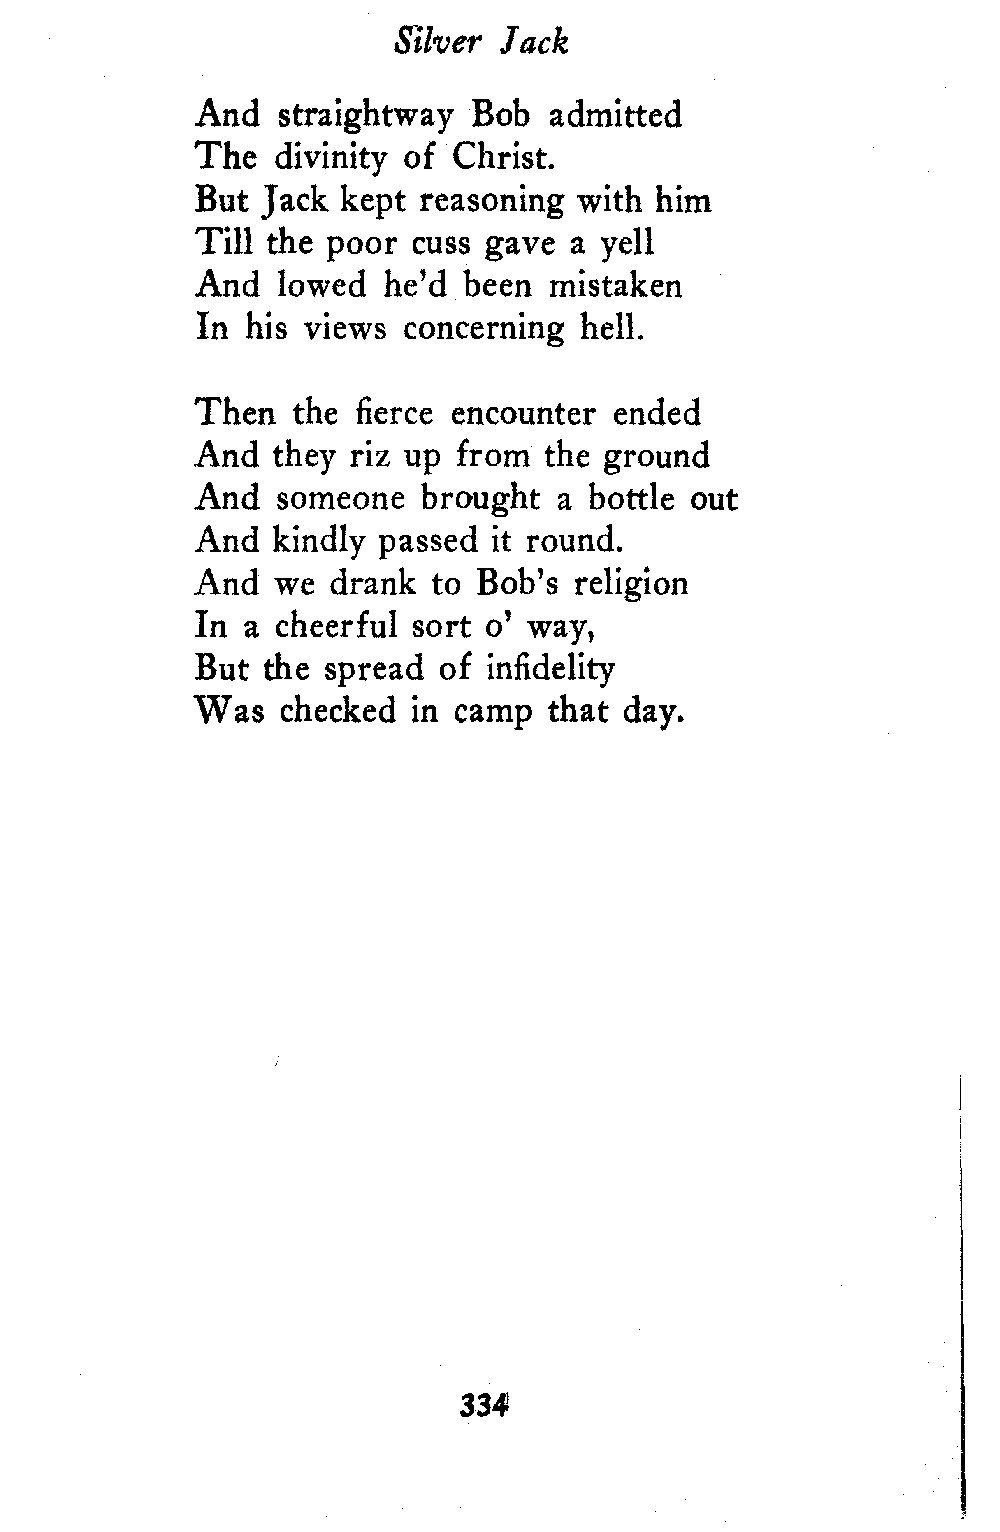 Silver Jack
And straightway Bob admitted
The divinity of Christ.
But Jack kept reasoning with him
Till the poor cuss gave a yell
And lowed he'd been mistaken
In his views concerning hell.
Then the fierce encounter ended
And they riz up from the ground
And someone brought a bottle out
And kindly passed it round.
And we drank to Bob's religion
In a cheerful sort o' way,
But the spread of infidelity
Was checked in camp that day.
334